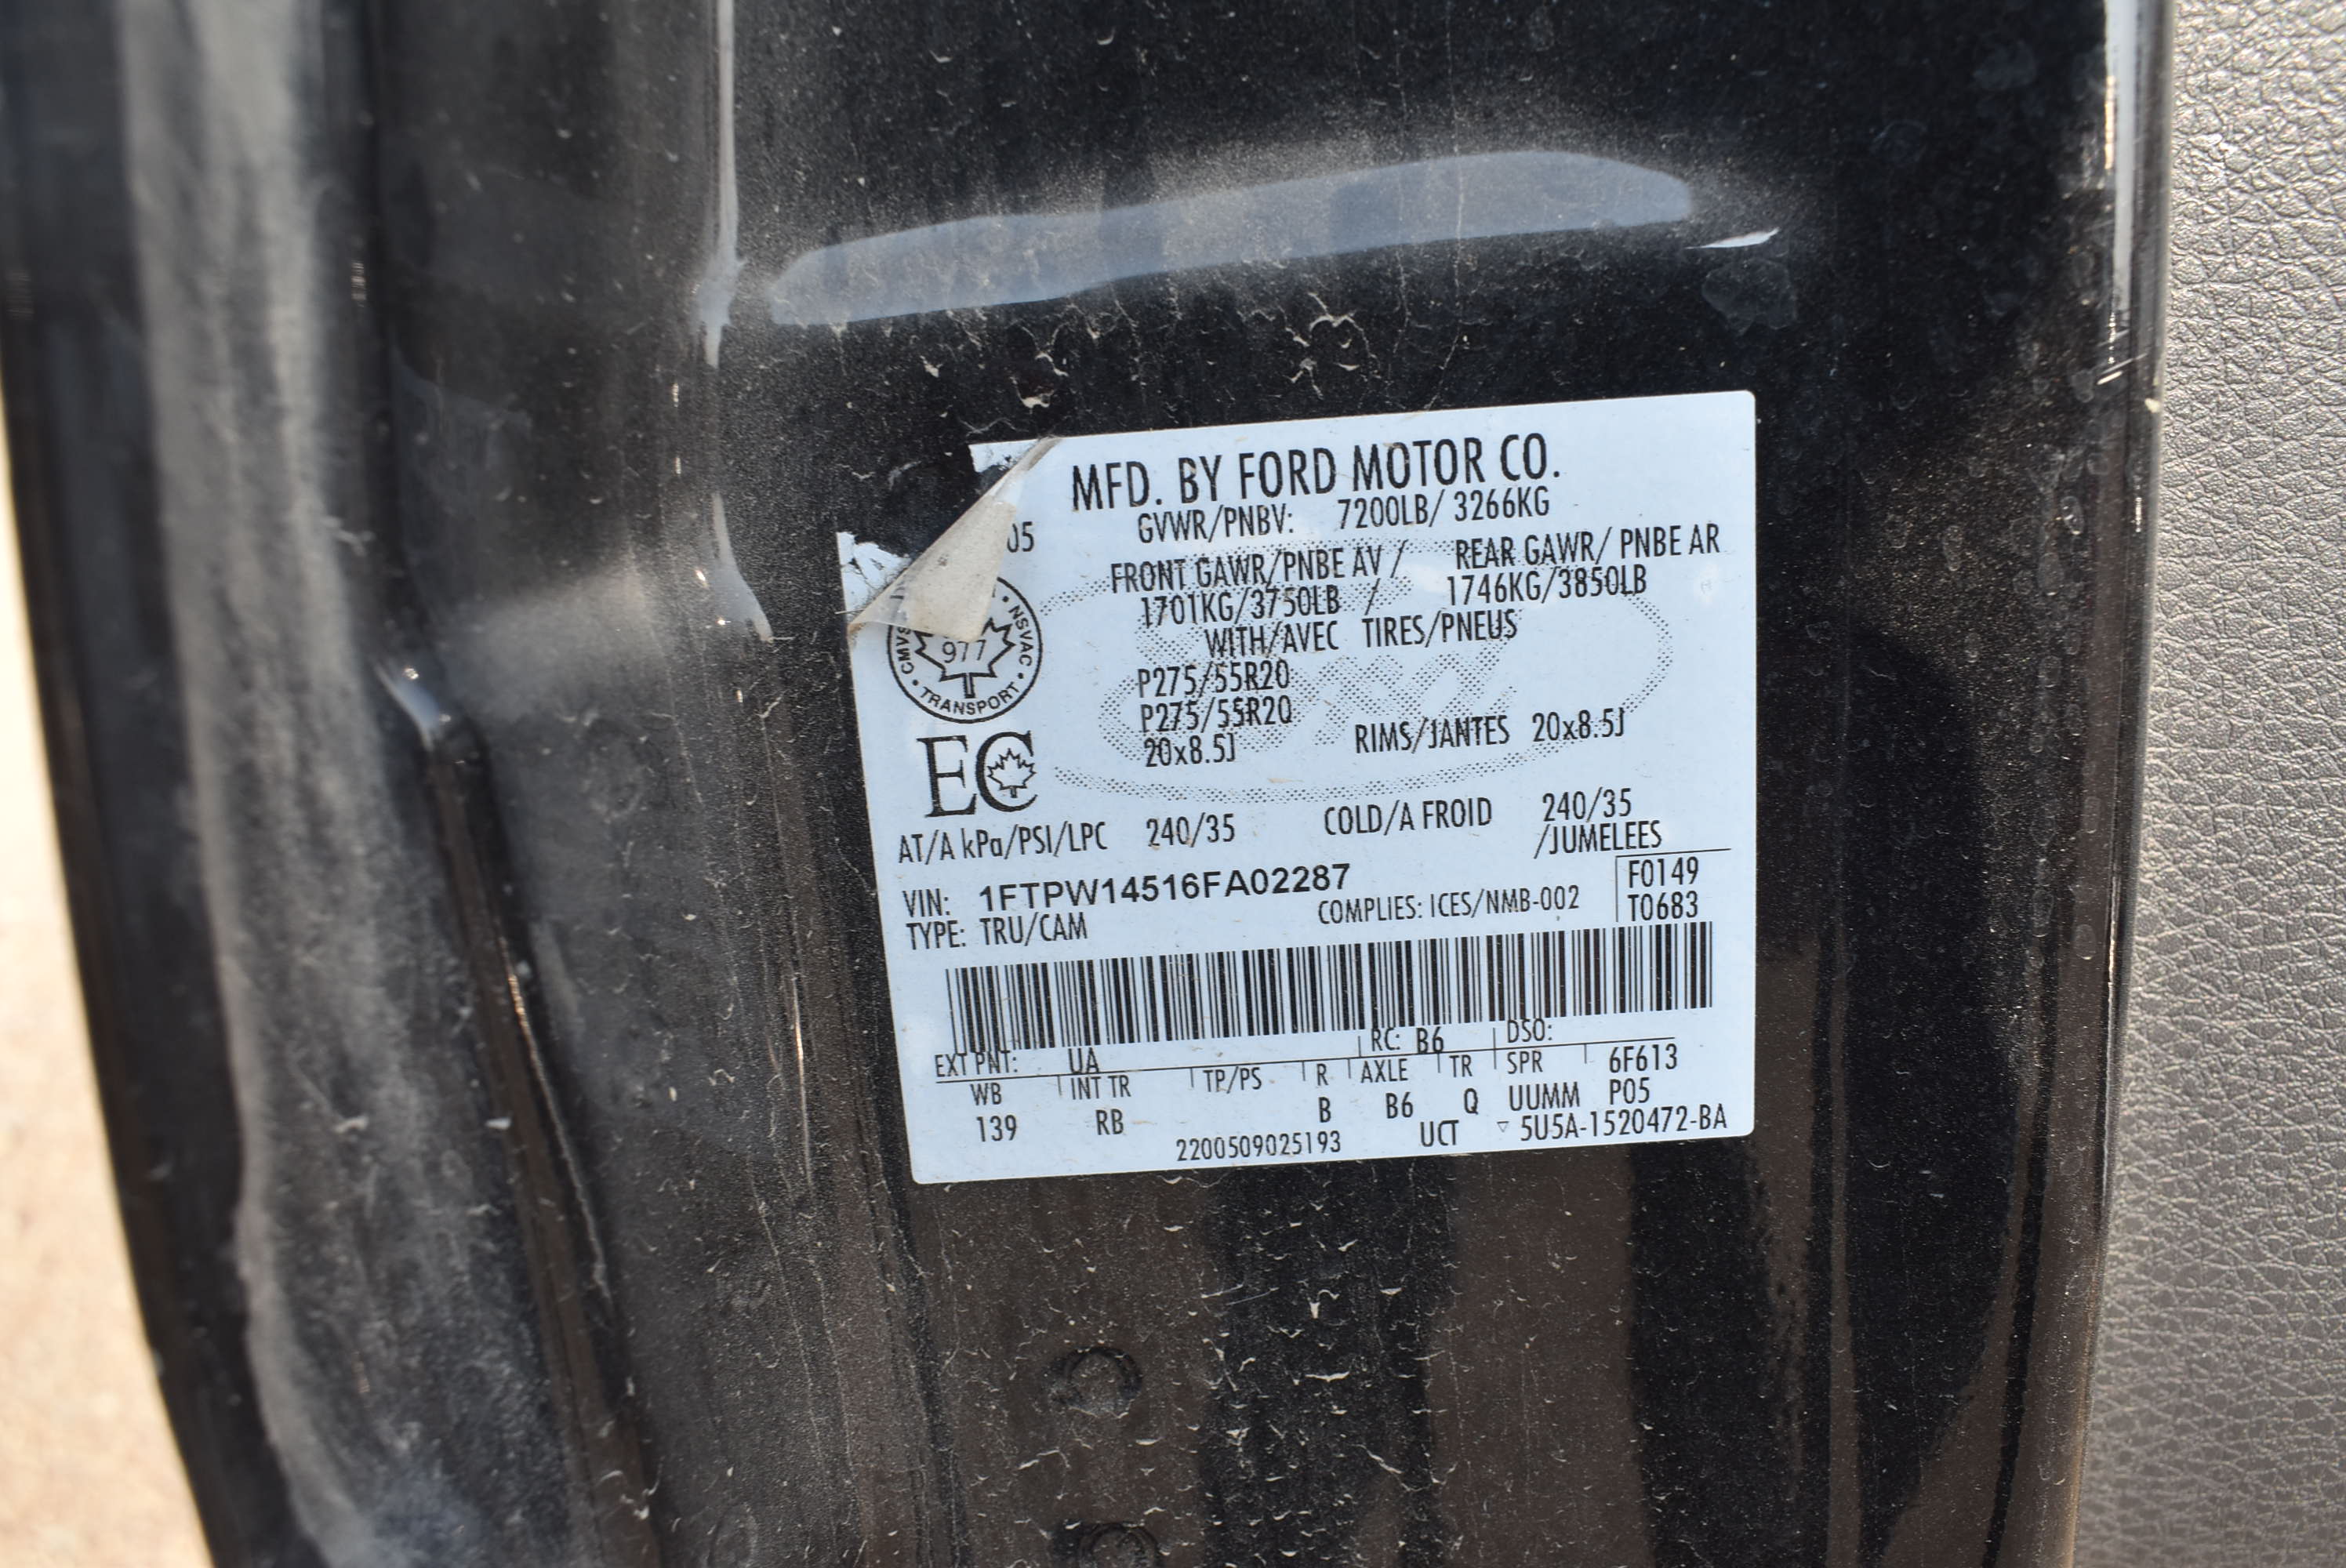 MFD. BY FORD MOTOR CO.
GVWR/PNBV: 7200LB/ 3266KG
05
FRONT GAWR/PNBE AV / REAR GAWR/ PNBE AR
1701KG/3750LB / 1746KG/3850LB
WITH/AVEC TIRES/PNEUS
P275/55R20
P275/55R20
20x8.5J RIMS/JANTES 20x8.5J
NSVAC
977
TRANSPORT
EC
AT/A kPa/PSI/LPC 240/35 COLD/A FROID 240/35
/JUMELEES
VIN: 1FTPW14516FA02287
F0149
TYPE: TRU/CAM COMPLIES: ICES/NMB-002 T0683
EXT PNT: UA RC: B6 DSO:
WB INT TR TP/PS R AXLE TR SPR 6F613
139 RB B B6 Q UUMM P05
2200509025193 UCT ▽ 5U5A-1520472-BA